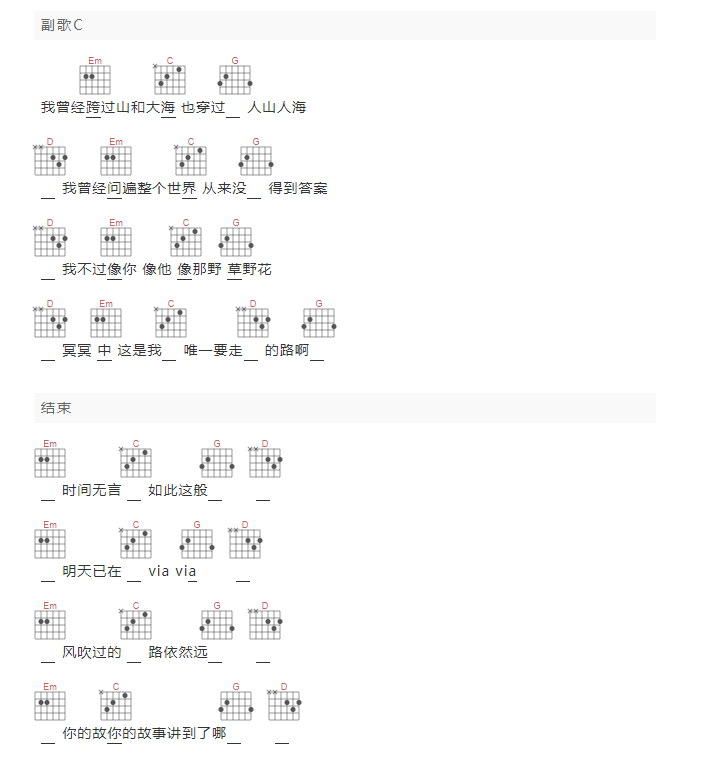 副歌C
Em C G
我曾经跨过山和大海 也穿过__ 人山人海
D Em C G
__ 我曾经问遍整个世界 从来没__ 得到答案
D Em C G
__ 我不过像你 像他 像那野 草野花
D Em C D G
__ 冥冥 中 这是我__ 唯一要走__ 的路啊__
结束
Em C G D
__ 时间无言 __ 如此这般__ __
Em C G D
__ 明天已在 __ via via __
Em C G D
__ 风吹过的 __ 路依然远__ __
Em C G D
__ 你的故你的故事讲到了哪__ __